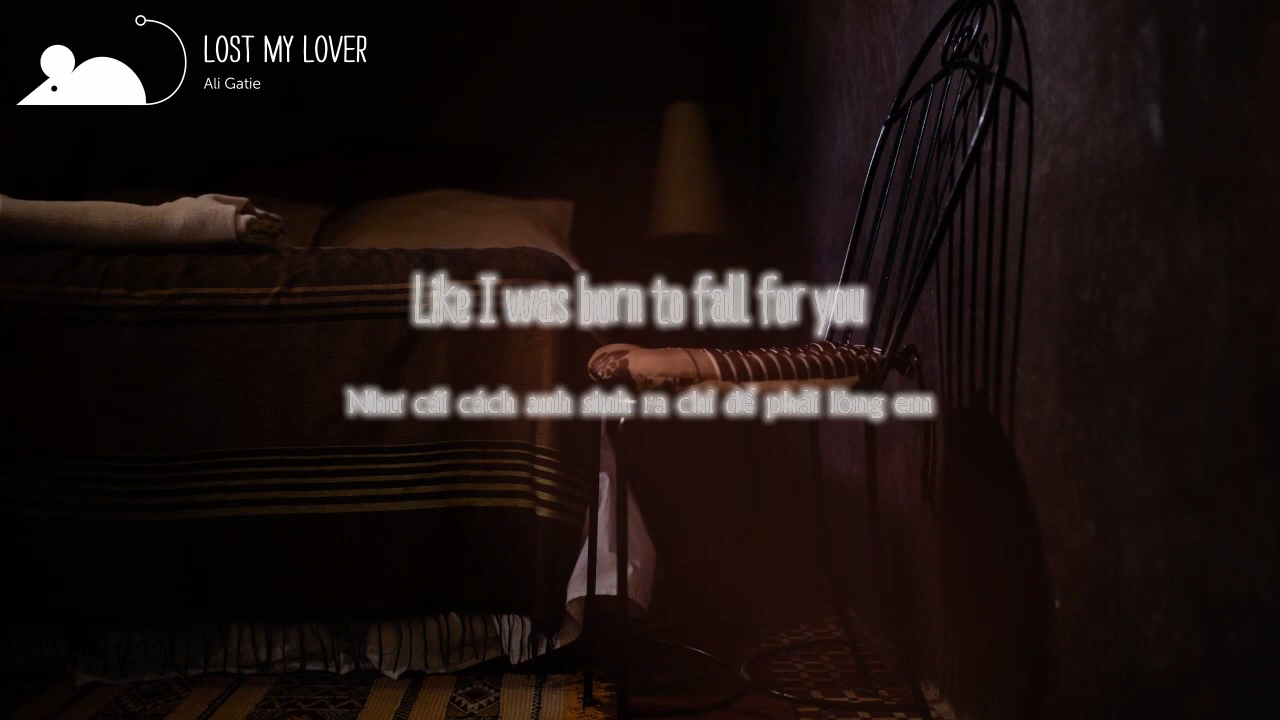 LOST MY LOVER
Ali Gatie
Like I was born to fall for you
Như cái cách anh sinh ra chỉ để phải lòng em